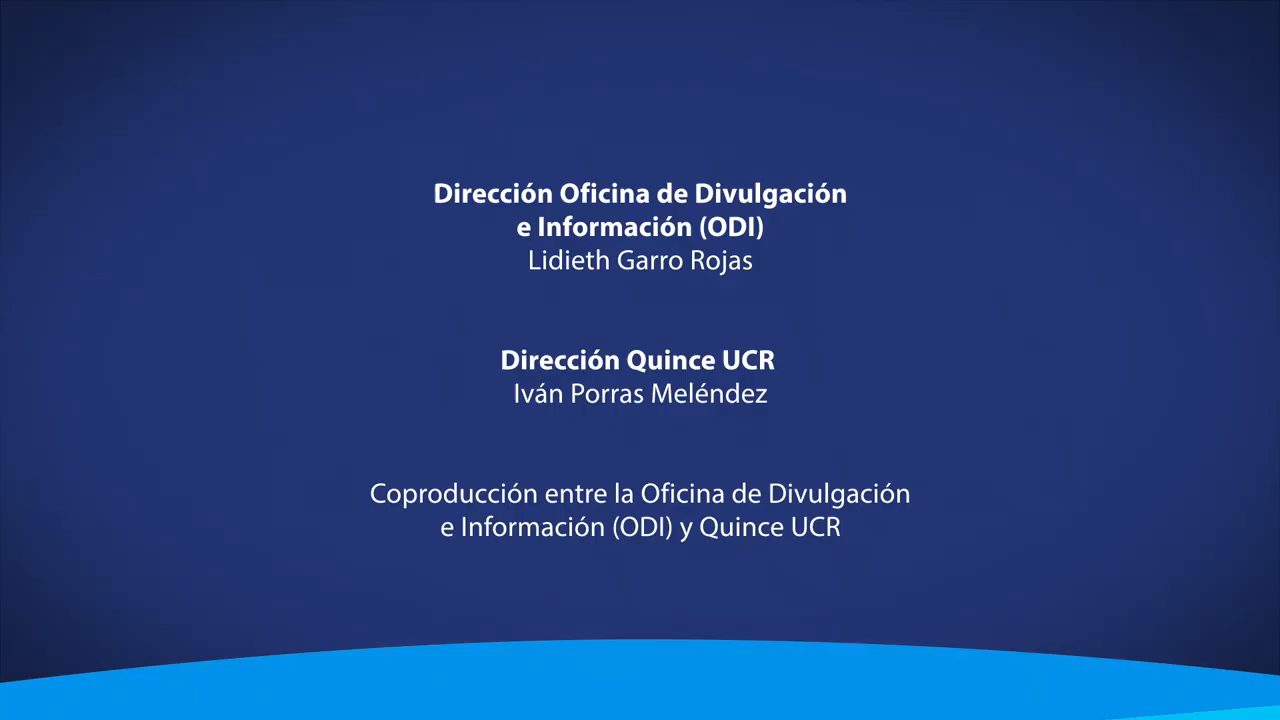 Dirección Oficina de Divulgación
e Información (ODI)
Lidieth Garro Rojas
Dirección Quince UCR
Iván Porras Meléndez
Coproducción entre la Oficina de Divulgación
e Información (ODI) y Quince UCR